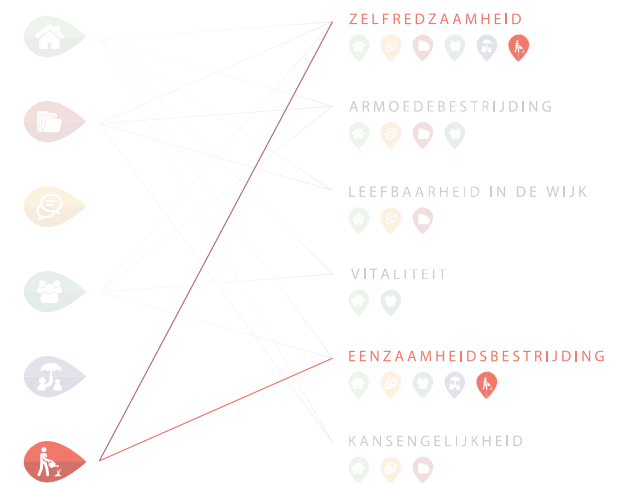 ZELFREDZAAMHEID
ARMOEDEBESTRIJDING
LEEFBAARHEID IN DE WIJK
VITALITEIT
EENZAAMHEIDSBESTRIJDING
KANSENGELIJKHEID